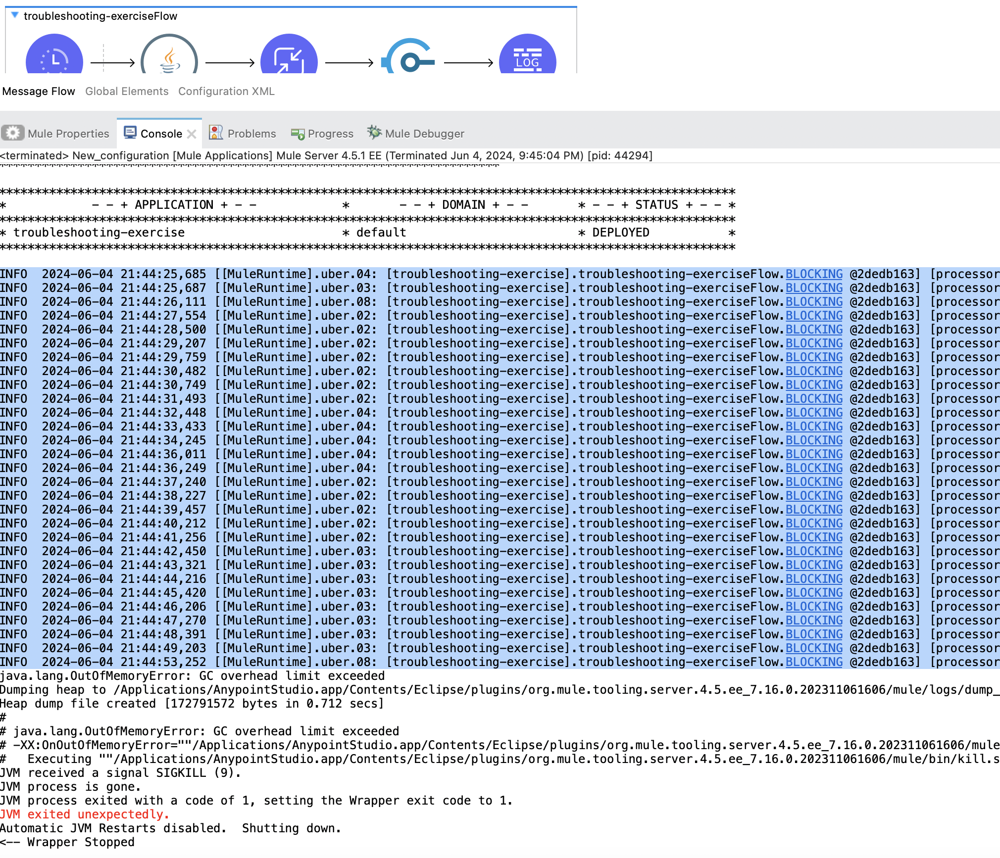 troubleshooting-exerciseFlow
L
LOG
Message Flow Global Elements Configuration XML
Mule Properties Console Problems Progress Mule Debugger
<terminated> New_configuration [Mule Applications] Mule Server 4.5.1 EE (Terminated Jun 4, 2024, 9:45:04 PM) [pid: 44294]
*******************************************************************************************************
* - - + APPLICATION + - - * - - + DOMAIN + - - * - - + STATUS + - - *
*******************************************************************************************************
* troubleshooting-exercise * default * DEPLOYED *
*******************************************************************************************************
INFO 2024-06-04 21:44:25,685 [[MuleRuntime].uber.04: [troubleshooting-exercise].troubleshooting-exerciseFlow.BLOCKING @2dedb163] [processor
INFO 2024-06-04 21:44:25,687 [[MuleRuntime].uber.03: [troubleshooting-exercise].troubleshooting-exerciseFlow.BLOCKING @2dedb163] [processor
INFO 2024-06-04 21:44:26,111 [[MuleRuntime].uber.08: [troubleshooting-exercise].troubleshooting-exerciseFlow.BLOCKING @2dedb163] [processor
INFO 2024-06-04 21:44:27,554 [[MuleRuntime].uber.02: [troubleshooting-exercise].troubleshooting-exerciseFlow.BLOCKING @2dedb163] [processor
INFO 2024-06-04 21:44:28,500 [[MuleRuntime].uber.02: [troubleshooting-exercise].troubleshooting-exerciseFlow.BLOCKING @2dedb163] [processor
INFO 2024-06-04 21:44:29,207 [[MuleRuntime].uber.02: [troubleshooting-exercise].troubleshooting-exerciseFlow.BLOCKING @2dedb163] [processor
INFO 2024-06-04 21:44:29,759 [[MuleRuntime].uber.02: [troubleshooting-exercise].troubleshooting-exerciseFlow.BLOCKING @2dedb163] [processor
INFO 2024-06-04 21:44:30,482 [[MuleRuntime].uber.02: [troubleshooting-exercise].troubleshooting-exerciseFlow.BLOCKING @2dedb163] [processor
INFO 2024-06-04 21:44:30,749 [[MuleRuntime].uber.02: [troubleshooting-exercise].troubleshooting-exerciseFlow.BLOCKING @2dedb163] [processor
INFO 2024-06-04 21:44:31,493 [[MuleRuntime].uber.02: [troubleshooting-exercise].troubleshooting-exerciseFlow.BLOCKING @2dedb163] [processor
INFO 2024-06-04 21:44:32,448 [[MuleRuntime].uber.04: [troubleshooting-exercise].troubleshooting-exerciseFlow.BLOCKING @2dedb163] [processor
INFO 2024-06-04 21:44:33,433 [[MuleRuntime].uber.04: [troubleshooting-exercise].troubleshooting-exerciseFlow.BLOCKING @2dedb163] [processor
INFO 2024-06-04 21:44:34,245 [[MuleRuntime].uber.04: [troubleshooting-exercise].troubleshooting-exerciseFlow.BLOCKING @2dedb163] [processor
INFO 2024-06-04 21:44:36,011 [[MuleRuntime].uber.04: [troubleshooting-exercise].troubleshooting-exerciseFlow.BLOCKING @2dedb163] [processor
INFO 2024-06-04 21:44:36,249 [[MuleRuntime].uber.04: [troubleshooting-exercise].troubleshooting-exerciseFlow.BLOCKING @2dedb163] [processor
INFO 2024-06-04 21:44:37,240 [[MuleRuntime].uber.02: [troubleshooting-exercise].troubleshooting-exerciseFlow.BLOCKING @2dedb163] [processor
INFO 2024-06-04 21:44:38,227 [[MuleRuntime].uber.02: [troubleshooting-exercise].troubleshooting-exerciseFlow.BLOCKING @2dedb163] [processor
INFO 2024-06-04 21:44:39,457 [[MuleRuntime].uber.02: [troubleshooting-exercise].troubleshooting-exerciseFlow.BLOCKING @2dedb163] [processor
INFO 2024-06-04 21:44:40,212 [[MuleRuntime].uber.02: [troubleshooting-exercise].troubleshooting-exerciseFlow.BLOCKING @2dedb163] [processor
INFO 2024-06-04 21:44:41,256 [[MuleRuntime].uber.02: [troubleshooting-exercise].troubleshooting-exerciseFlow.BLOCKING @2dedb163] [processor
INFO 2024-06-04 21:44:42,450 [[MuleRuntime].uber.03: [troubleshooting-exercise].troubleshooting-exerciseFlow.BLOCKING @2dedb163] [processor
INFO 2024-06-04 21:44:43,321 [[MuleRuntime].uber.03: [troubleshooting-exercise].troubleshooting-exerciseFlow.BLOCKING @2dedb163] [processor
INFO 2024-06-04 21:44:44,216 [[MuleRuntime].uber.03: [troubleshooting-exercise].troubleshooting-exerciseFlow.BLOCKING @2dedb163] [processor
INFO 2024-06-04 21:44:45,420 [[MuleRuntime].uber.03: [troubleshooting-exercise].troubleshooting-exerciseFlow.BLOCKING @2dedb163] [processor
INFO 2024-06-04 21:44:46,206 [[MuleRuntime].uber.03: [troubleshooting-exercise].troubleshooting-exerciseFlow.BLOCKING @2dedb163] [processor
INFO 2024-06-04 21:44:47,270 [[MuleRuntime].uber.03: [troubleshooting-exercise].troubleshooting-exerciseFlow.BLOCKING @2dedb163] [processor
INFO 2024-06-04 21:44:48,391 [[MuleRuntime].uber.03: [troubleshooting-exercise].troubleshooting-exerciseFlow.BLOCKING @2dedb163] [processor
INFO 2024-06-04 21:44:49,203 [[MuleRuntime].uber.03: [troubleshooting-exercise].troubleshooting-exerciseFlow.BLOCKING @2dedb163] [processor
INFO 2024-06-04 21:44:53,252 [[MuleRuntime].uber.08: [troubleshooting-exercise].troubleshooting-exerciseFlow.BLOCKING @2dedb163] [processor
java.lang.OutOfMemoryError: GC overhead limit exceeded
Dumping heap to /Applications/AnypointStudio.app/Contents/Eclipse/plugins/org.mule.tooling.server.4.5.ee_7.16.0.202311061606/mule/logs/dump_
Heap dump file created [172791572 bytes in 0.712 secs]
#
# java.lang.OutOfMemoryError: GC overhead limit exceeded
# -XX:OnOutOfMemoryError=""/Applications/AnypointStudio.app/Contents/Eclipse/plugins/org.mule.tooling.server.4.5.ee_7.16.0.202311061606/mule
# Executing ""/Applications/AnypointStudio.app/Contents/Eclipse/plugins/org.mule.tooling.server.4.5.ee_7.16.0.202311061606/mule/bin/kill.s
JVM received a signal SIGKILL (9).
JVM process is gone.
JVM process exited with a code of 1, setting the Wrapper exit code to 1.
JVM exited unexpectedly.
Automatic JVM Restarts disabled. Shutting down.
<-- Wrapper Stopped